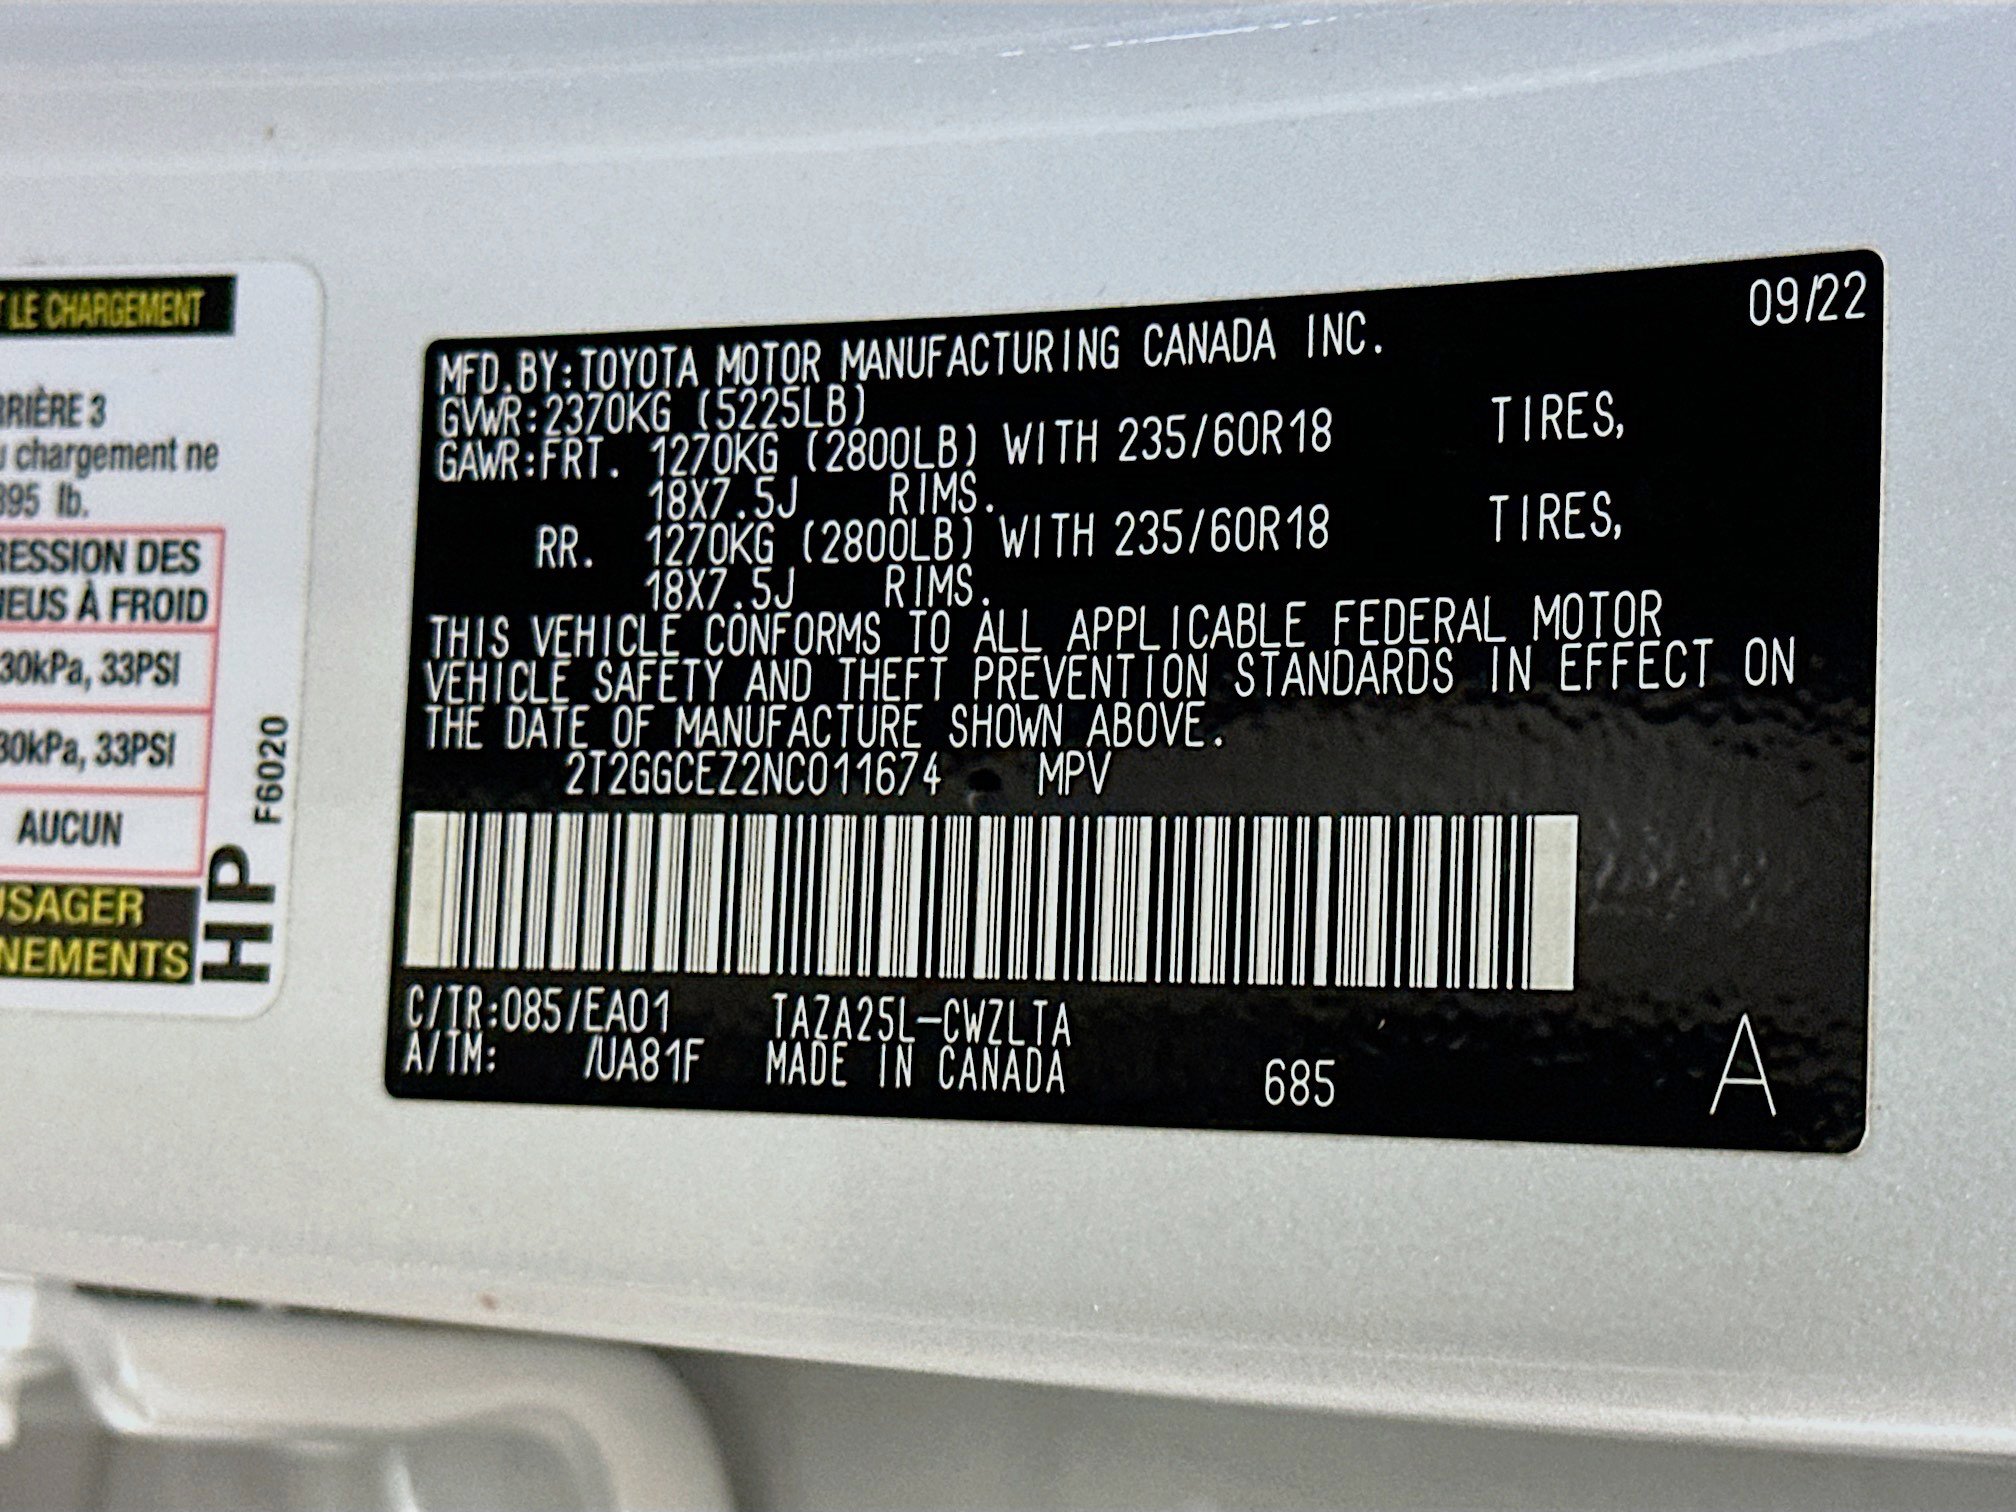 T LE CHARGEMENT
RRIÈRE 3
u chargement ne
895 lb.
RESSION DES
NEUS À FROID
30kPa, 33PSI
30kPa, 33PSI
AUCUN
USAGER
NEMENTS
HP
F6020
09/22
MFD.BY:TOYOTA MOTOR MANUFACTURING CANADA INC.
GVWR:2370KG (5225LB)
GAWR:FRT. 1270KG (2800LB) WITH 235/60R18 TIRES,
18X7.5J RIMS.
RR. 1270KG (2800LB) WITH 235/60R18 TIRES,
18X7.5J RIMS.
THIS VEHICLE CONFORMS TO ALL APPLICABLE FEDERAL MOTOR
VEHICLE SAFETY AND THEFT PREVENTION STANDARDS IN EFFECT ON
THE DATE OF MANUFACTURE SHOWN ABOVE.
2T2GGCEZ2NC011674 MPV
C/TR:085/EA01 TAZA25L-CWZLTA
A/TM: /UA81F MADE IN CANADA 685 A